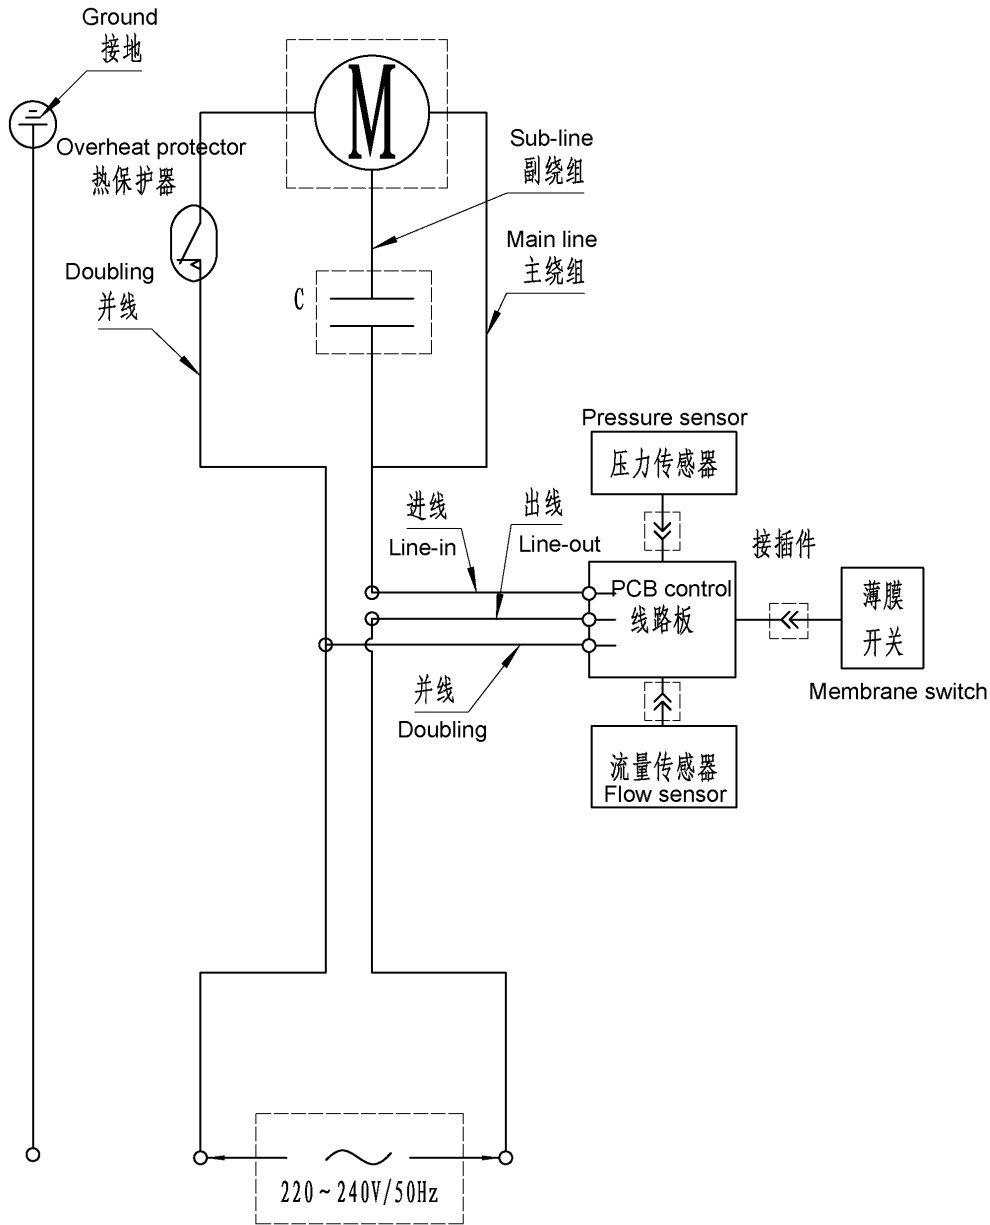 Ground
接地
M
Overheat protector
热保护器
Sub-line
副绕组
Main line
主绕组
Doubling
并线
C
Pressure sensor
压力传感器
进线
Line-in
出线
Line-out
接插件
PCB control
线路板
薄膜
开关
Membrane switch
并线
Doubling
流量传感器
Flow sensor
220~240V/50Hz